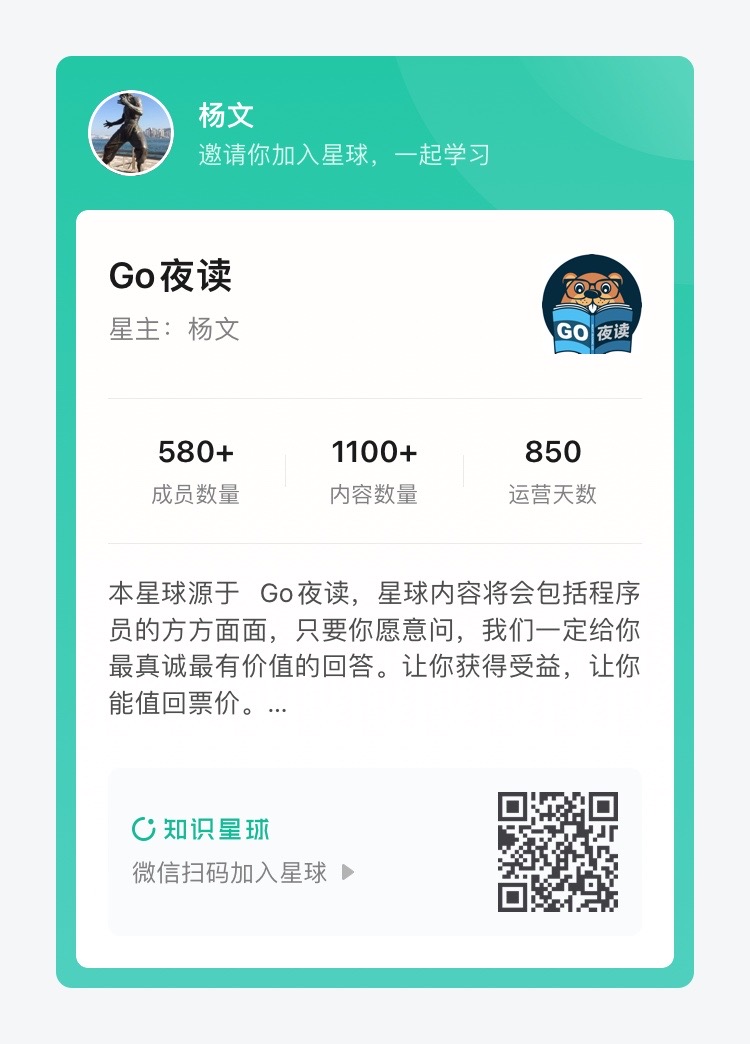 杨文
邀请你加入星球，一起学习
Go夜读
星主：杨文
GO 夜读
580+ 1100+ 850
成员数量 内容数量 运营天数
本星球源于 Go夜读，星球内容将会包括程序
员的方方面面，只要你愿意问，我们一定给你
最真诚最有价值的回答。让你获得受益，让你
能值回票价。...
知识星球
微信扫码加入星球